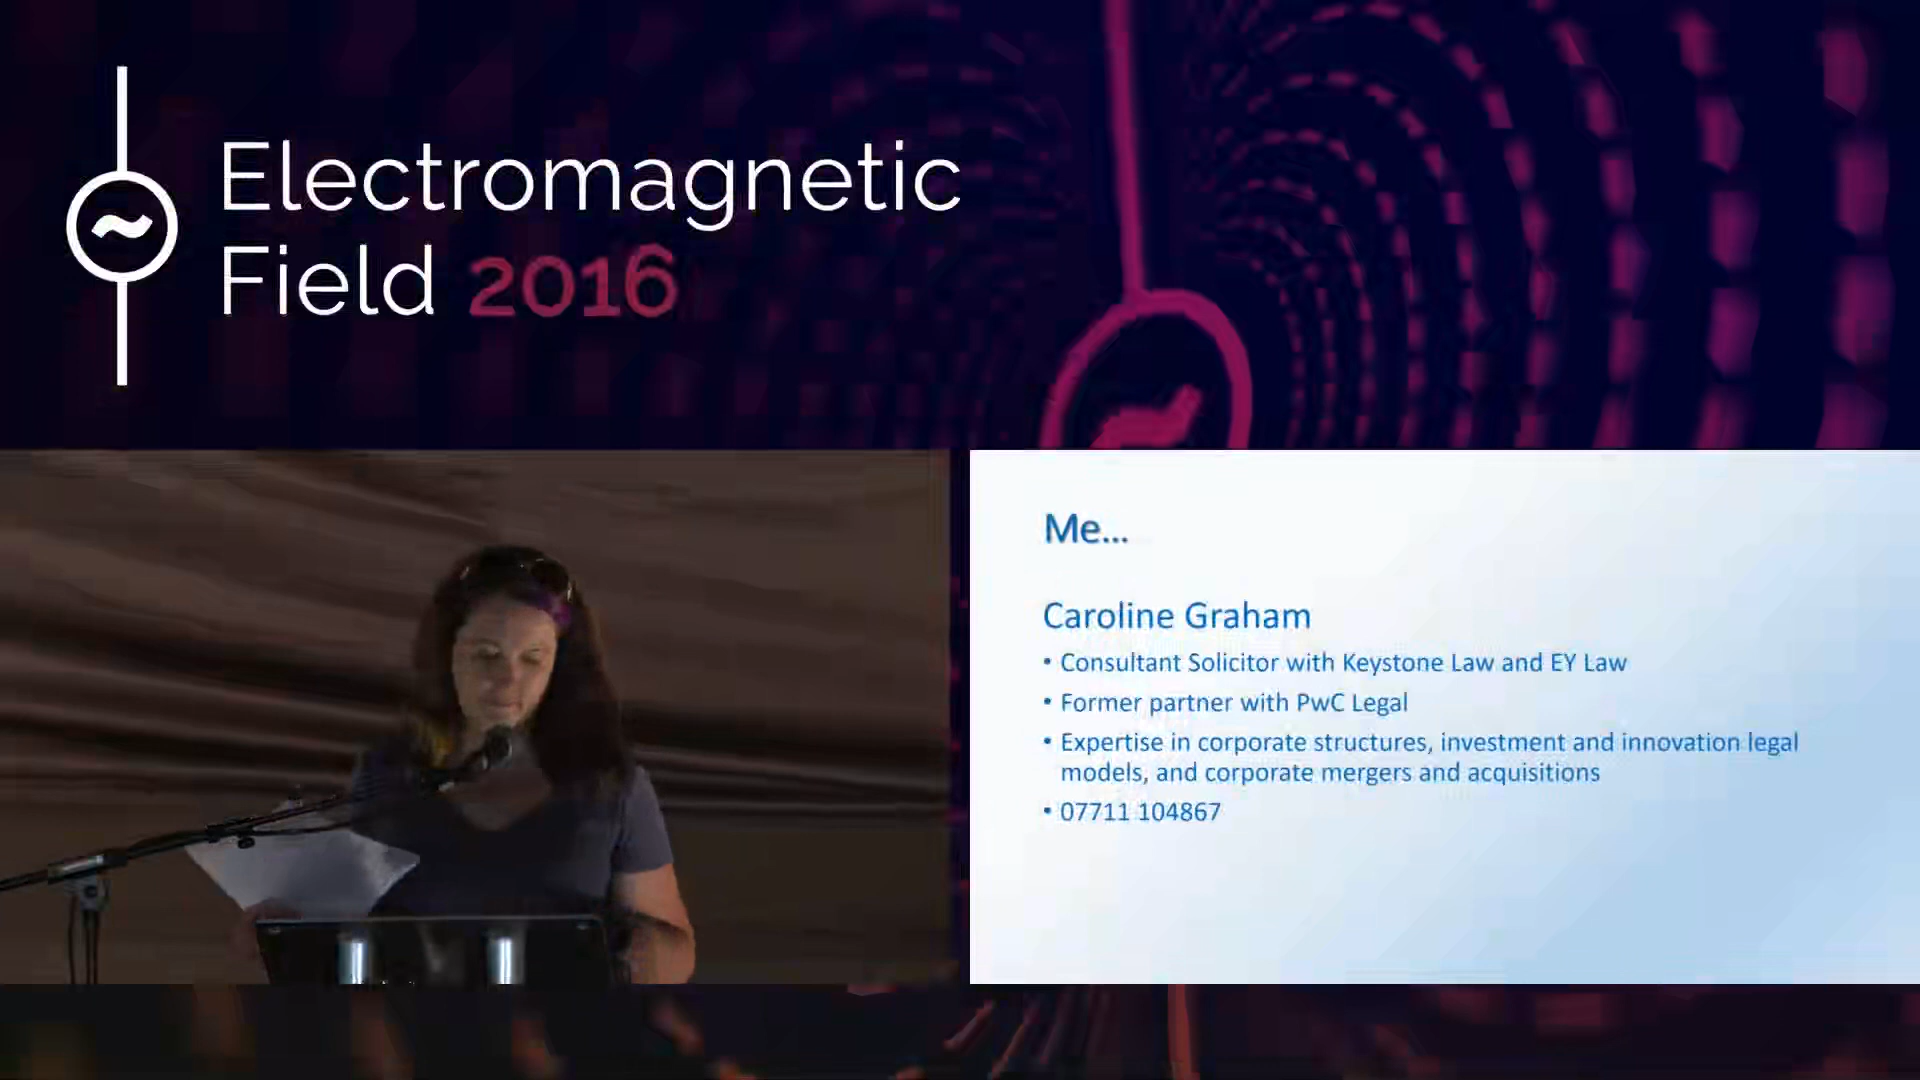 Electromagnetic
Field 2016
Me...
Caroline Graham
• Consultant Solicitor with Keystone Law and EY Law
• Former partner with PwC Legal
• Expertise in corporate structures, investment and innovation legal
models, and corporate mergers and acquisitions
• 07711 104867